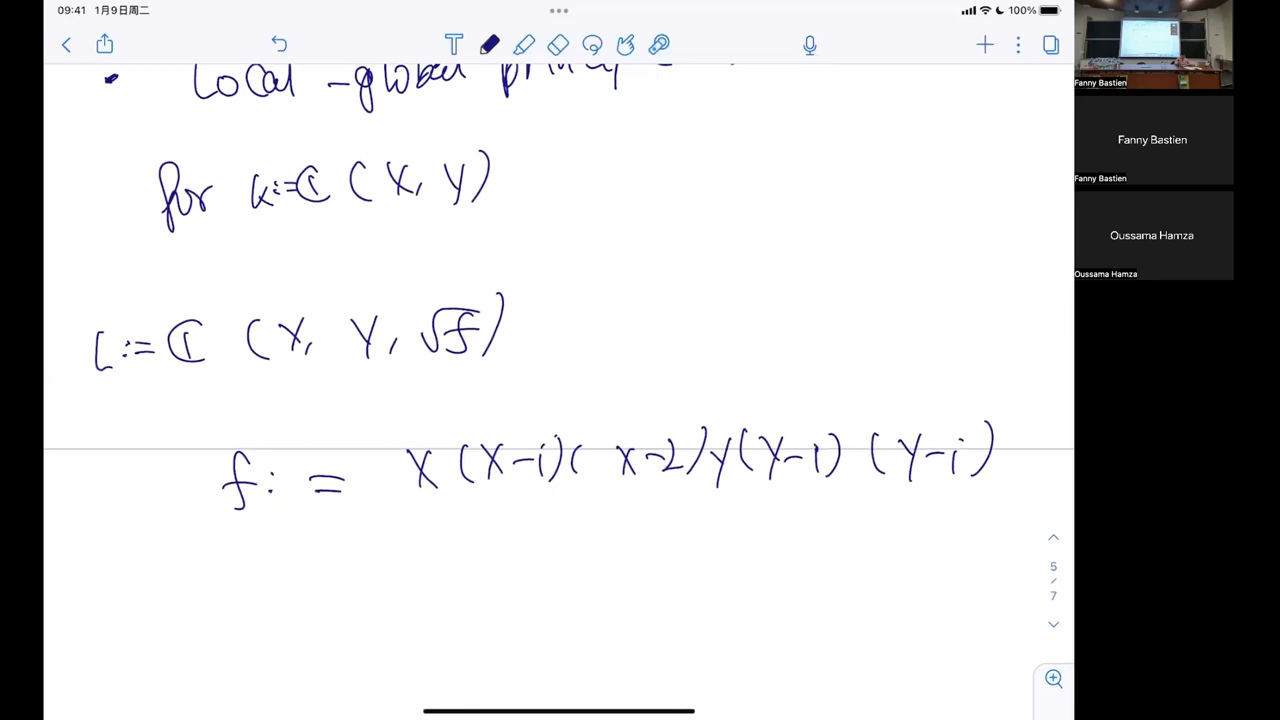 09:41 1月9日周二
100%
• Local-global
for K:=ℂ(X, Y)
L:=ℂ(X, Y, √f)
f:= X(X-i)(X-2)Y(Y-1)(Y-i)
5
/
7
Fanny Bastien
Fanny Bastien
Fanny Bastien
Oussama Hamza
Oussama Hamza